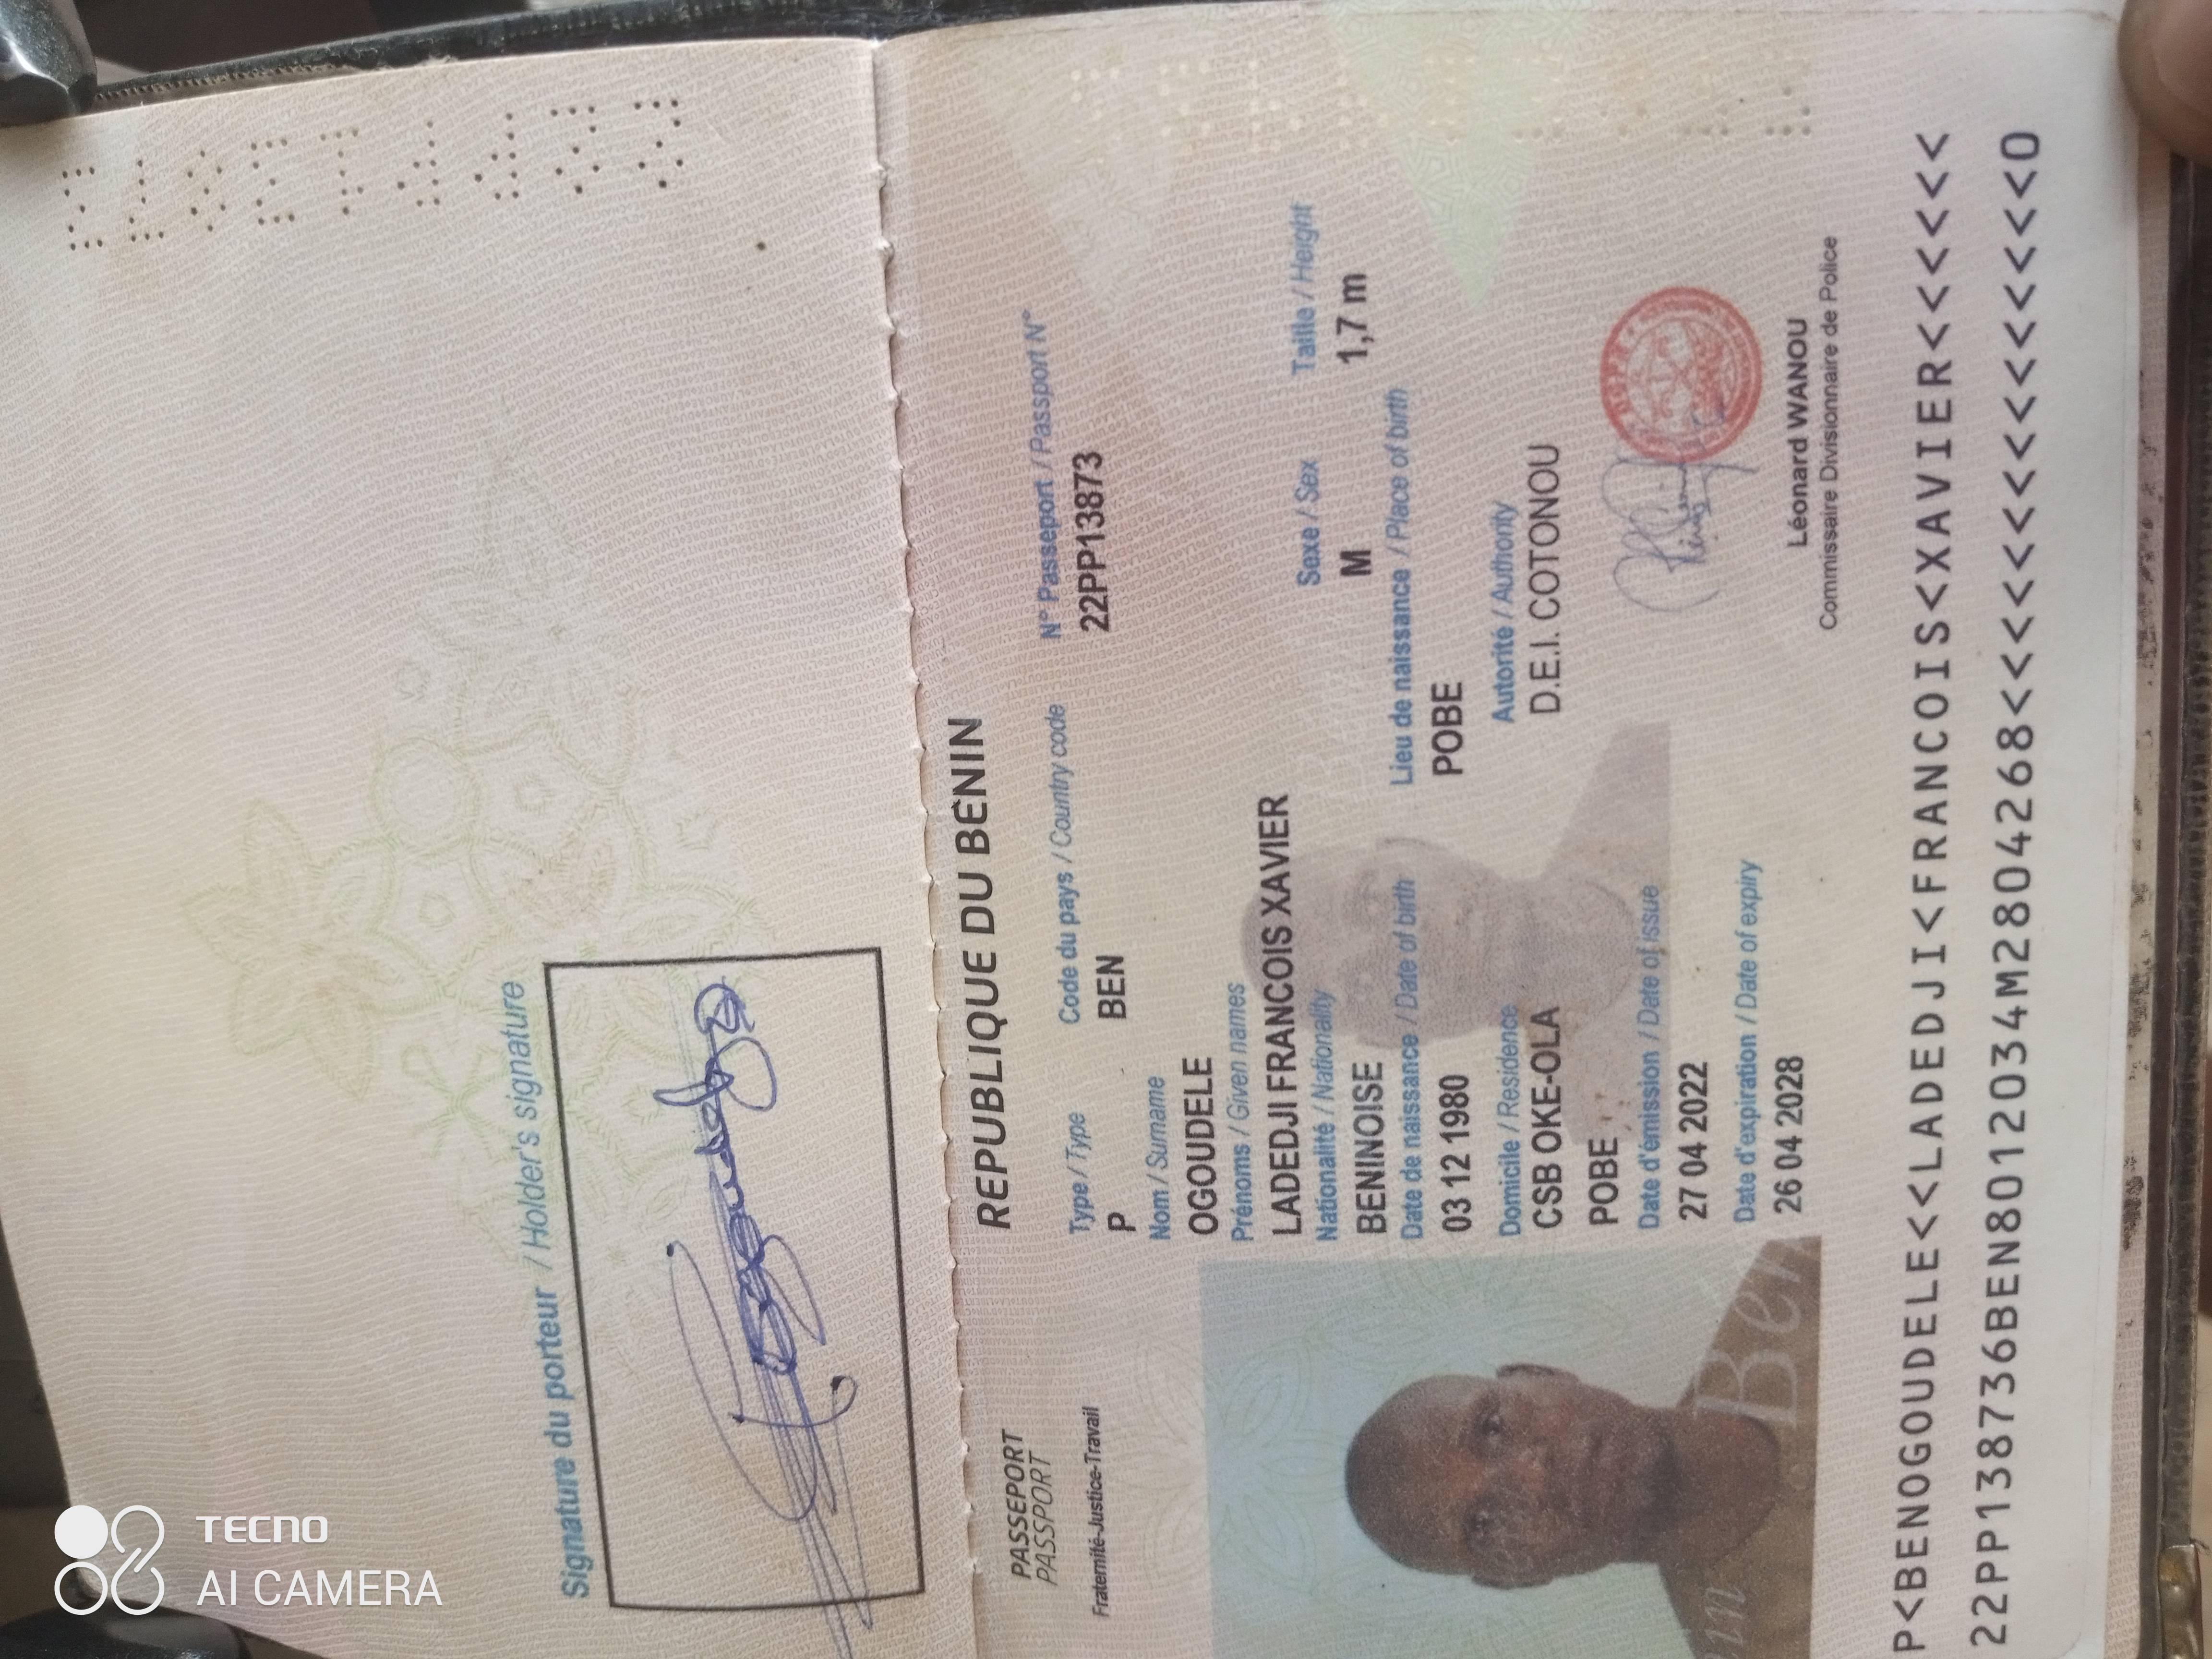 Signature du porteur / Holder's signature
REPUBLIQUE DU BÉNIN
PASSEPORT
PASSPORT
Fraternité-Justice-Travail
Type / Type
P
Code du pays / Country code
BEN
N° Passeport / Passport N°
22PP13873
Nom / Surname
OGOUDELE
Prénoms / Given names
LADEDJI FRANCOIS XAVIER
Nationalité / Nationality
BENINOISE
Sexe / Sex
M
Taille / Height
1,7 m
Date de naissance / Date of birth
03 12 1980
Lieu de naissance / Place of birth
POBE
Domicile / Residence
CSB OKE-OLA
POBE
Autorité / Authority
D.E.I. COTONOU
Date d'émission / Date of issue
27 04 2022
Date d'expiration / Date of expiry
26 04 2028
Léonard WANOU
Commissaire Divisionnaire de Police
P<BENOGOUDELE<<LADEDJI<FRANCOIS<XAVIER<<<<<<
22PP138736BEN8012034M2804268<<<<<<<<<<<<<<<0
TECNO
AI CAMERA